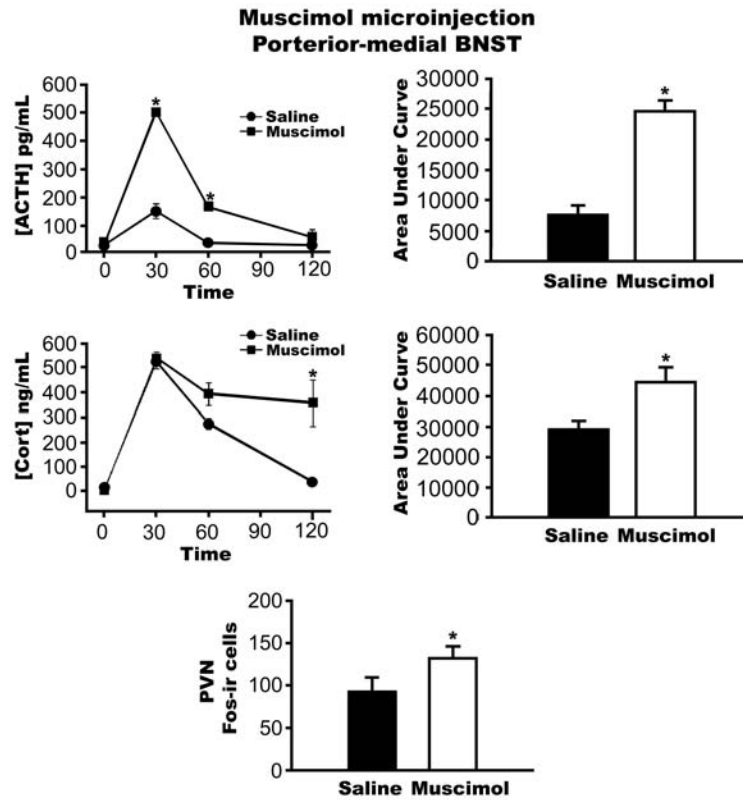 Muscimol microinjection
Porterior-medial BNST
[ACTH] pg/mL
600
500
400
300
200
100
0
*
*
Saline
Muscimol
0 30 60 90 120
Time
Area Under Curve
30000
25000
20000
15000
10000
5000
0
*
Saline Muscimol
[Cort] ng/mL
600
500
400
300
200
100
0
Saline
Muscimol
*
0 30 60 90 120
Time
Area Under Curve
60000
50000
40000
30000
20000
10000
0
*
Saline Muscimol
PVN
Fos-ir cells
200
150
100
50
0
*
Saline Muscimol